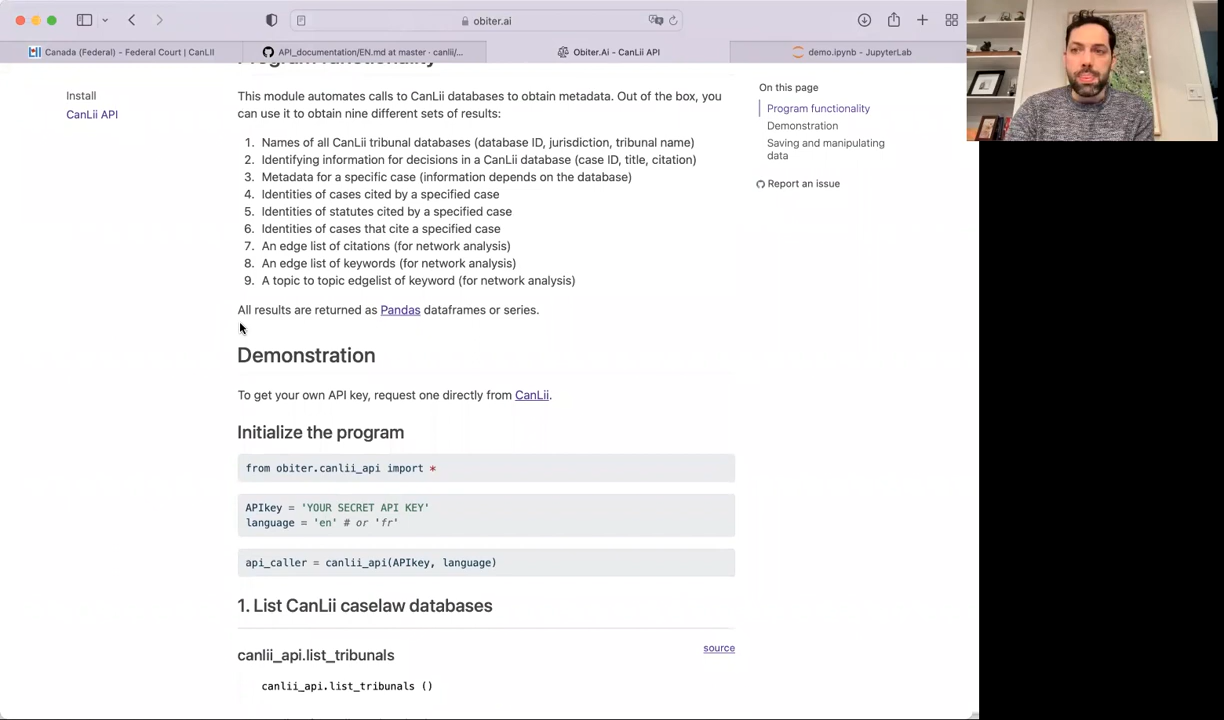 obiter.ai
Canada (Federal) - Federal Court | CanLII
API_documentation/EN.md at master · canlii/...
Obiter.Ai - CanLii API
demo.ipynb - JupyterLab
Program functionality
Install
CanLii API
This module automates calls to CanLii databases to obtain metadata. Out of the box, you
can use it to obtain nine different sets of results:
1. Names of all CanLii tribunal databases (database ID, jurisdiction, tribunal name)
2. Identifying information for decisions in a CanLii database (case ID, title, citation)
3. Metadata for a specific case (information depends on the database)
4. Identities of cases cited by a specified case
5. Identities of statutes cited by a specified case
6. Identities of cases that cite a specified case
7. An edge list of citations (for network analysis)
8. An edge list of keywords (for network analysis)
9. A topic to topic edgelist of keyword (for network analysis)
All results are returned as Pandas dataframes or series.
Demonstration
To get your own API key, request one directly from CanLii.
Initialize the program
from obiter.canlii_api import *
APIkey = 'YOUR SECRET API KEY'
language = 'en' # or 'fr'
api_caller = canlii_api(APIkey, language)
1. List CanLii caselaw databases
canlii_api.list_tribunals
source
canlii_api.list_tribunals ()
On this page
Program functionality
Demonstration
Saving and manipulating
data
Report an issue